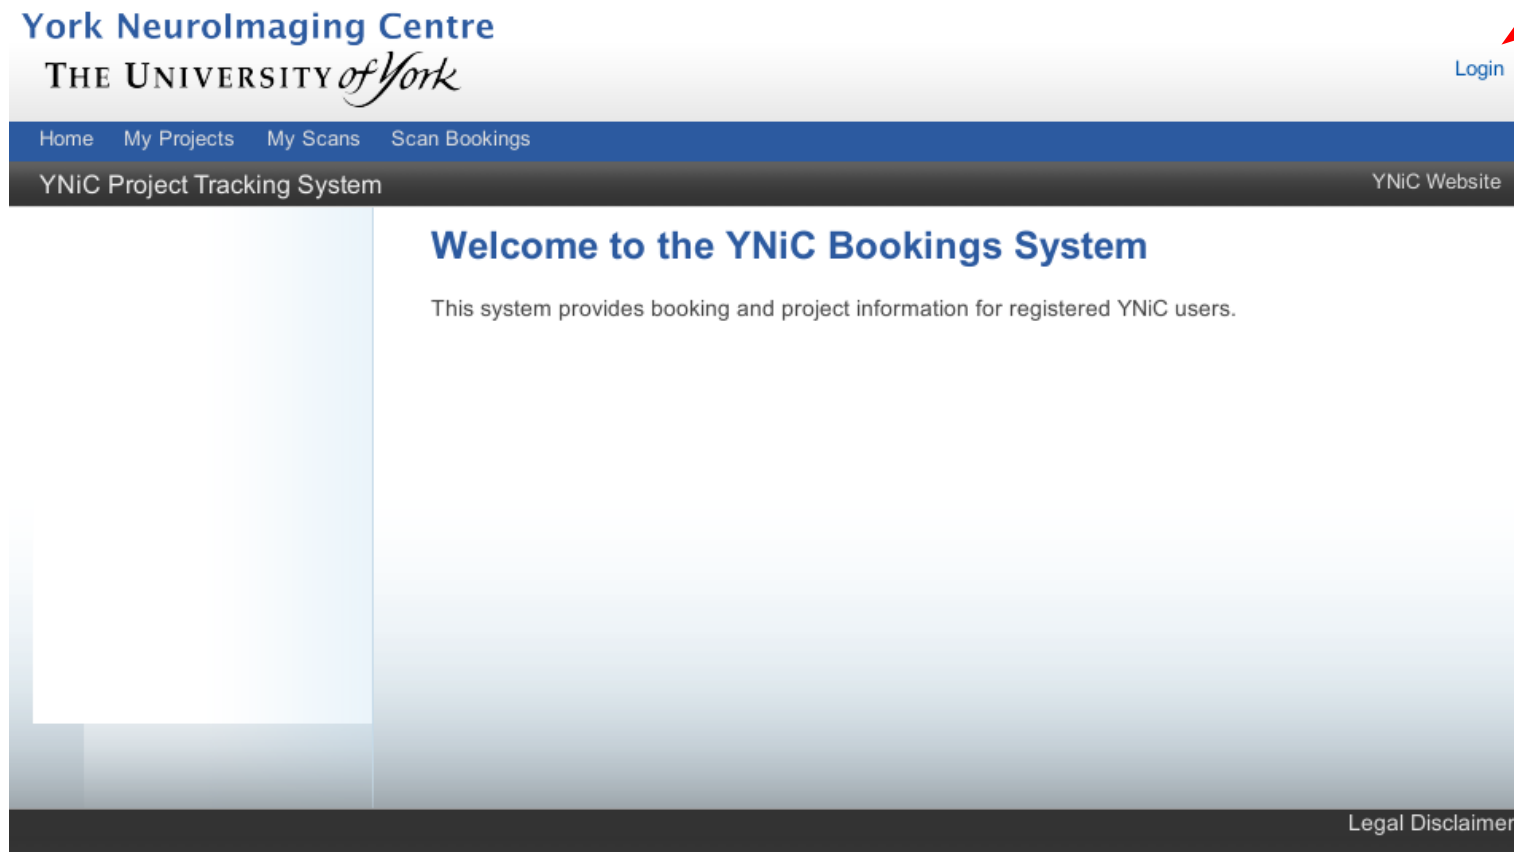 York NeuroImaging Centre
THE UNIVERSITY of York
Login
Home My Projects My Scans Scan Bookings
YNiC Project Tracking System YNiC Website
Welcome to the YNiC Bookings System
This system provides booking and project information for registered YNiC users.
Legal Disclaimer